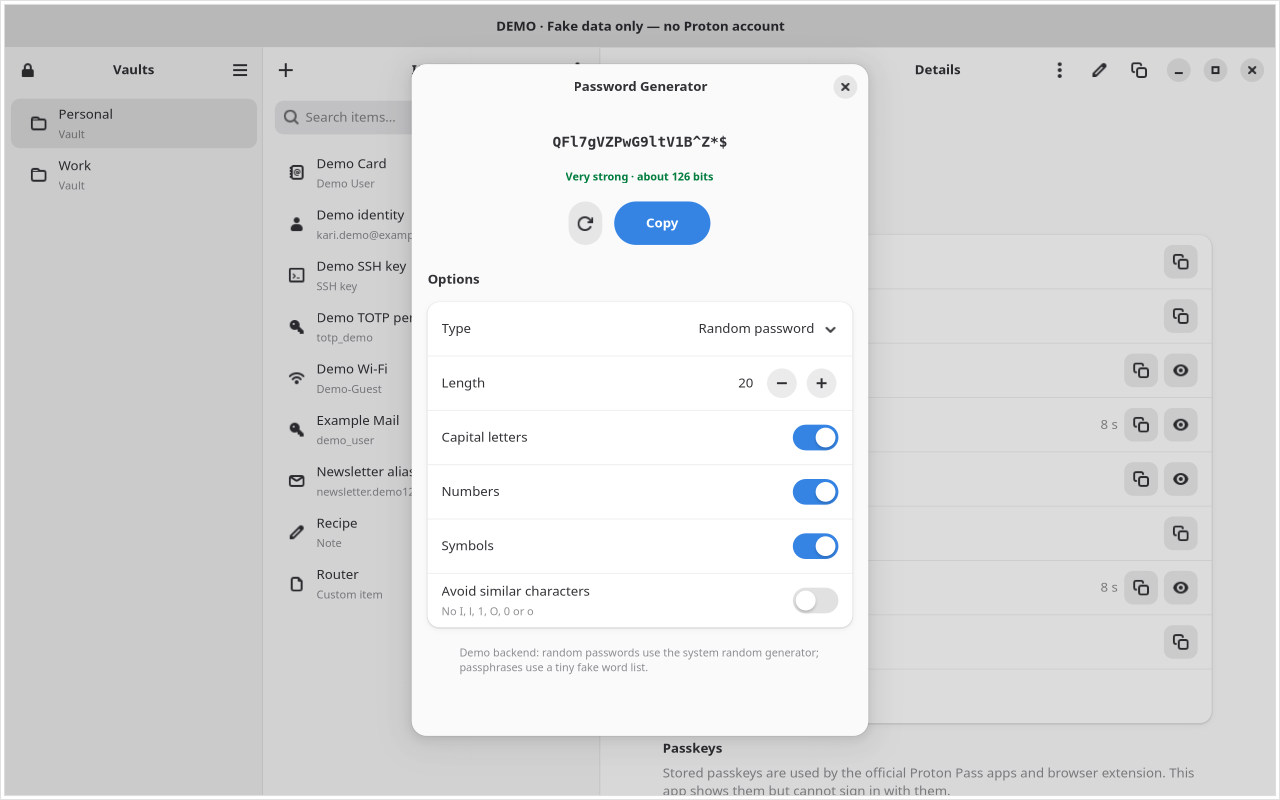 DEMO · Fake data only — no Proton account
Vaults
Personal
Vault
Work
Vault
Search items...
Demo Card
Demo User
Demo identity
kari.demo@examp
Demo SSH key
SSH key
Demo TOTP per
totp_demo
Demo Wi-Fi
Demo-Guest
Example Mail
demo_user
Newsletter alias
newsletter.demo12
Recipe
Note
Router
Custom item
Password Generator
QFl7gVZPwG9ltV1B^Z*$
Very strong · about 126 bits
Copy
Options
Type
Random password
Length
20
Capital letters
Numbers
Symbols
Avoid similar characters
No I, l, 1, O, 0 or o
Demo backend: random passwords use the system random generator;
passphrases use a tiny fake word list.
Details
8 s
8 s
Passkeys
Stored passkeys are used by the official Proton Pass apps and browser extension. This
app shows them but cannot sign in with them.